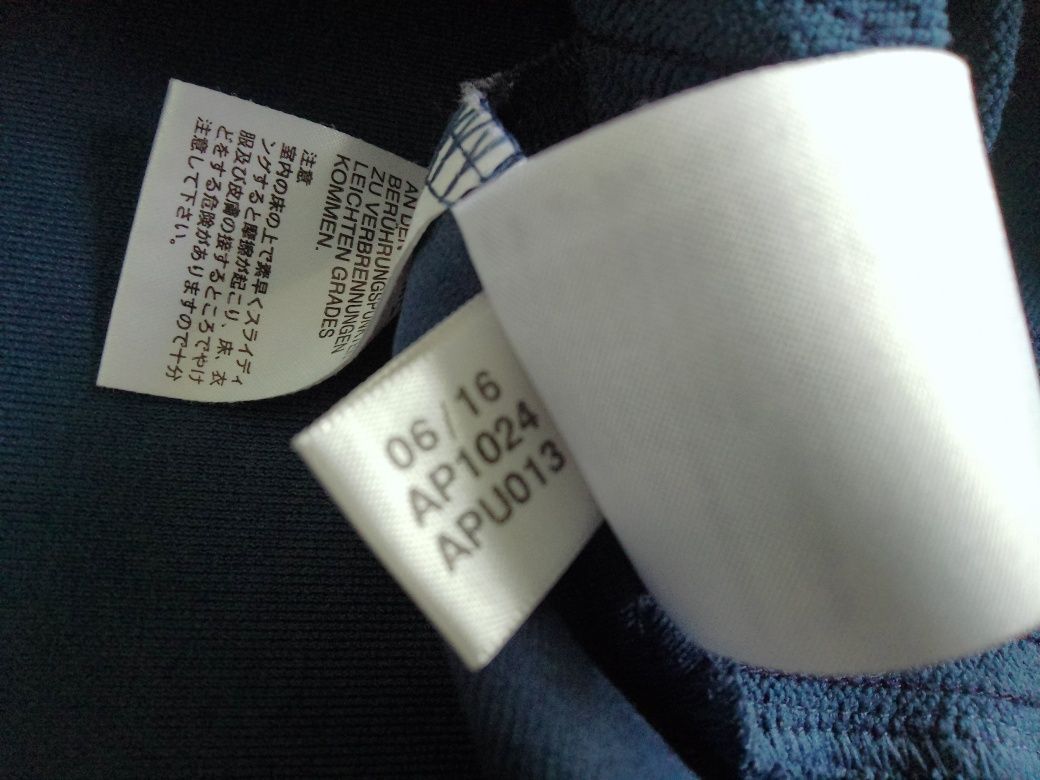 AN DEN
BERÜHRUNGSPUNKTE
ZU VERBRENNUNGEN
LEICHTEN GRADES
KOMMEN.
注意
室内の床の上で素早くスライディ
ングすると摩擦が起こり、床、衣
服及び皮膚の接するところでやけ
どをする危険がありますので十分
注意して下さい。
06/16
AP1024
APU013